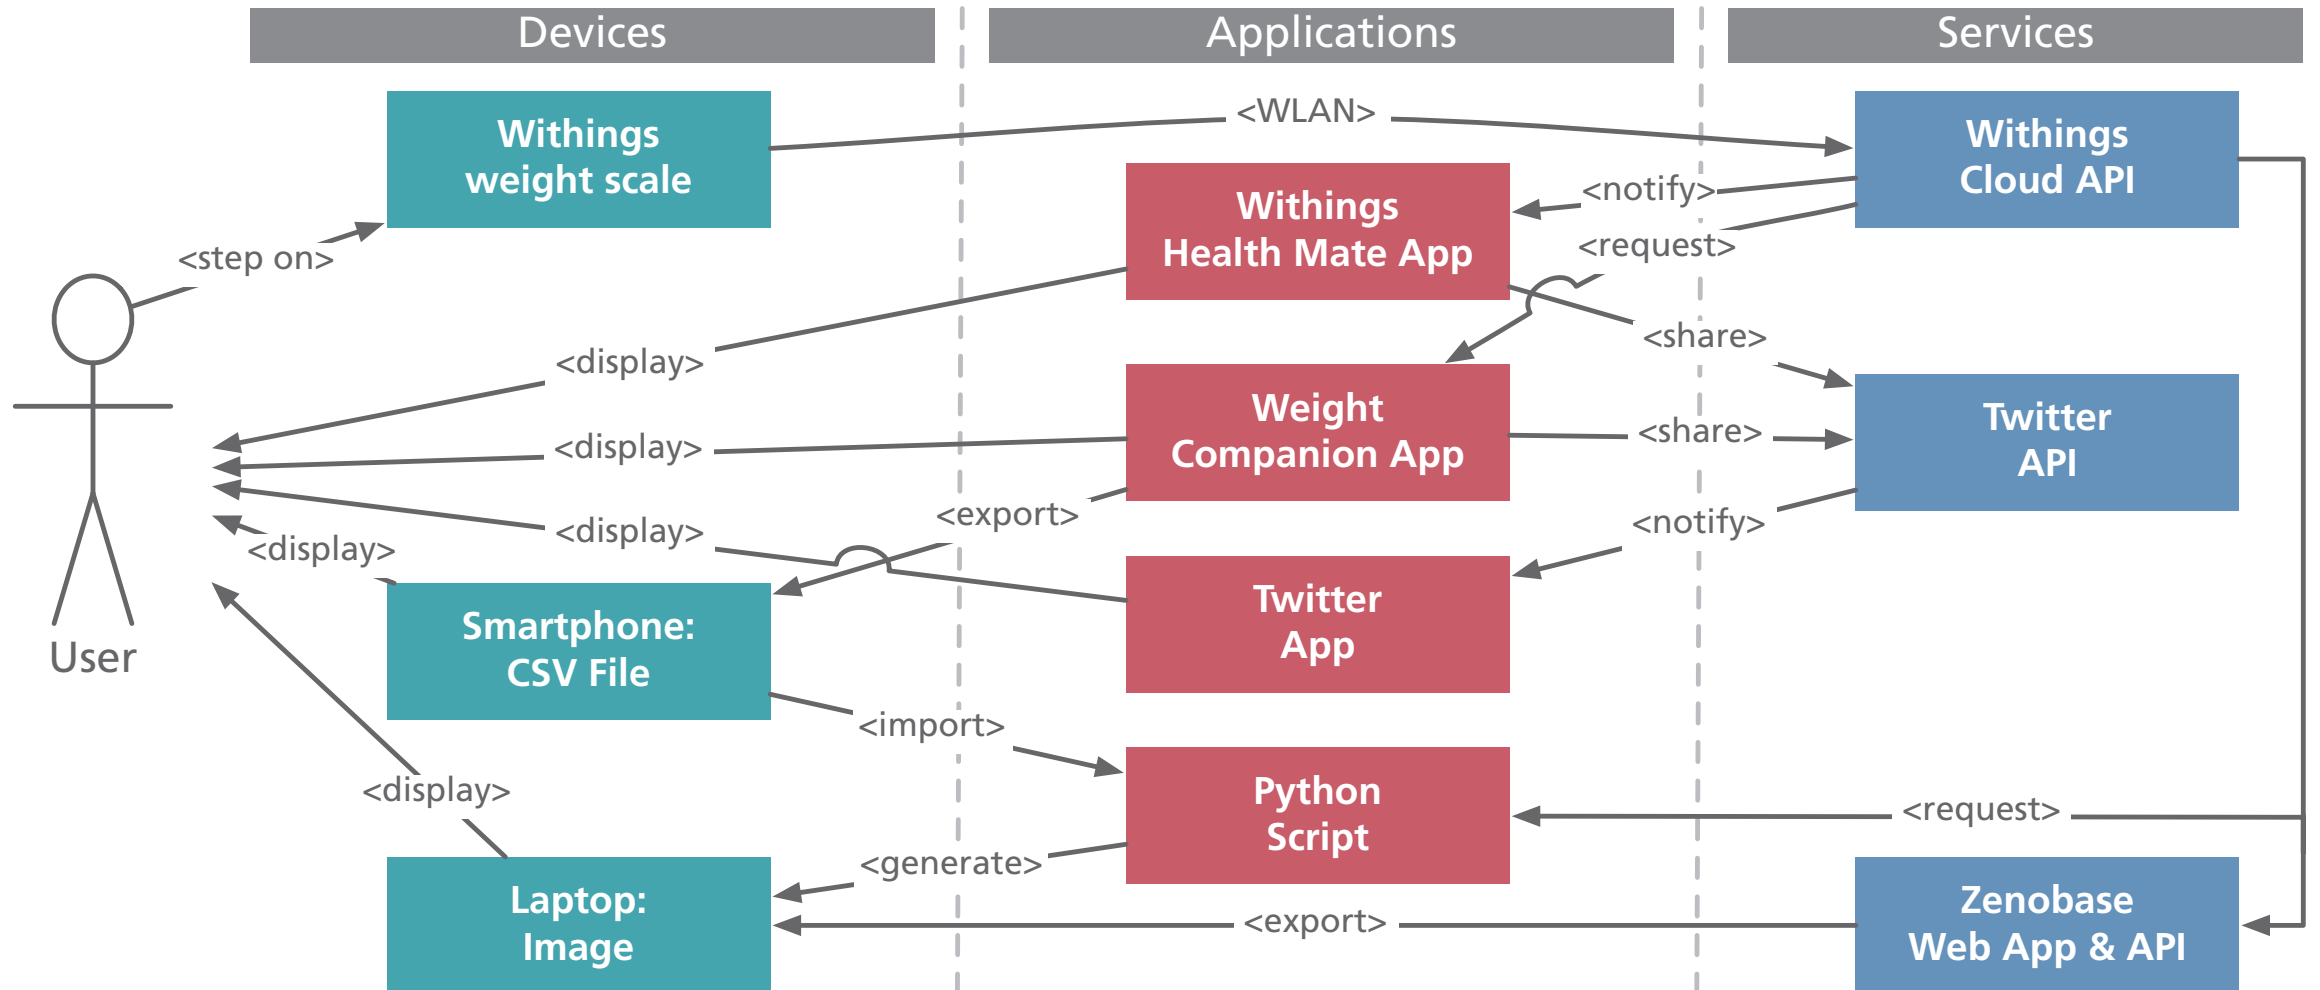 Devices
Applications
Services
Withings
weight scale
<WLAN>
Withings
Cloud API
<step on>
Withings
Health Mate App
<notify>
<request>
<display>
<share>
Weight
Companion App
<display>
<share>
Twitter
API
<export>
<display>
<notify>
<display>
Twitter
App
User
Smartphone:
CSV File
<import>
<display>
Python
Script
<request>
<generate>
Laptop:
Image
<export>
Zenobase
Web App & API